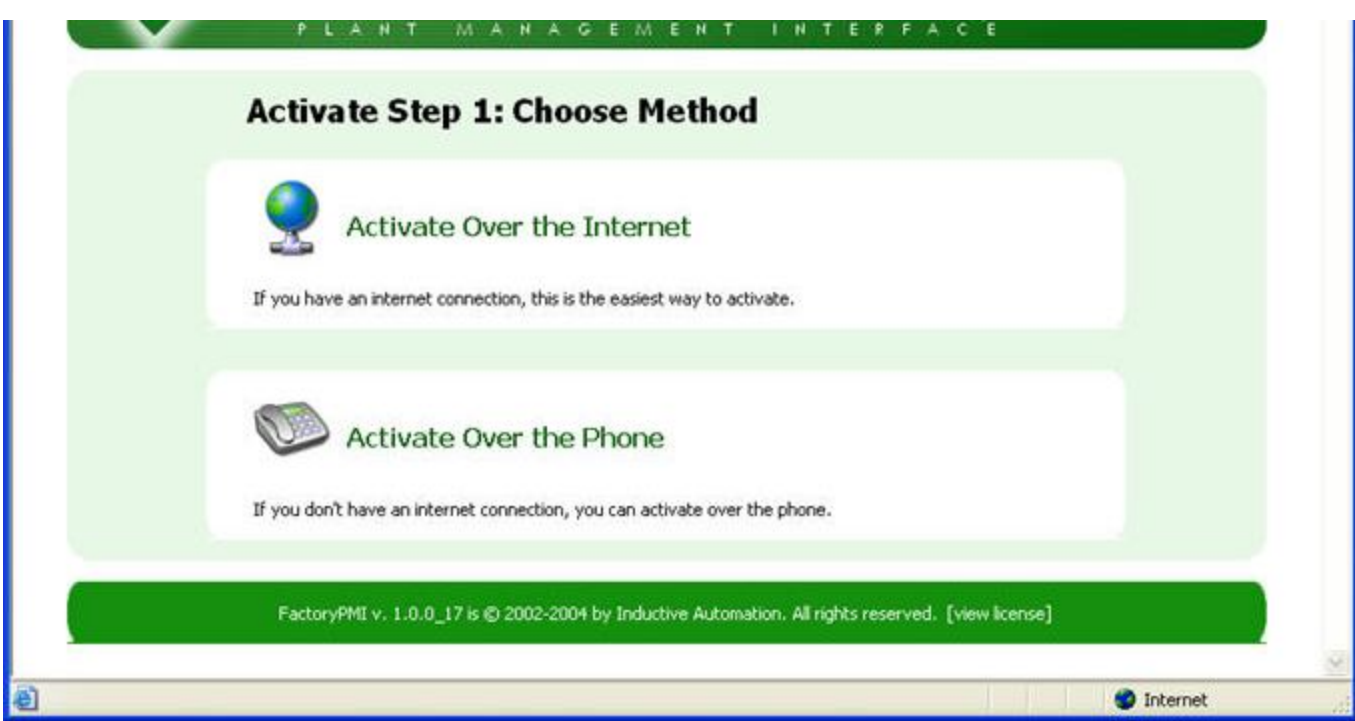 PLANT MANAGEMENT INTERFACE
Activate Step 1: Choose Method
Activate Over the Internet
If you have an internet connection, this is the easiest way to activate.
Activate Over the Phone
If you don't have an internet connection, you can activate over the phone.
FactoryPMI v. 1.0.0_17 is © 2002-2004 by Inductive Automation. All rights reserved. [view license]
Internet